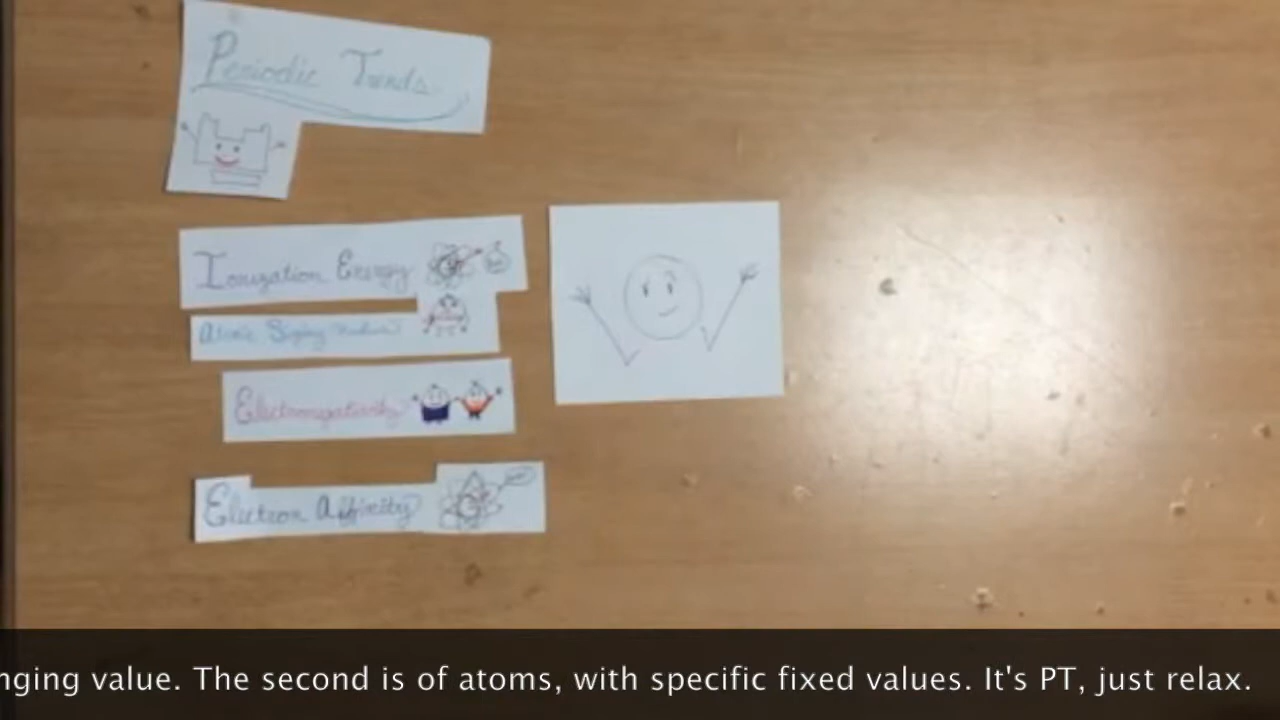 Periodic Trends
Ionization Energy
Atomic Sizing Radius
Electronegativity
Electron Affinity
nging value. The second is of atoms, with specific fixed values. It's PT, just relax.